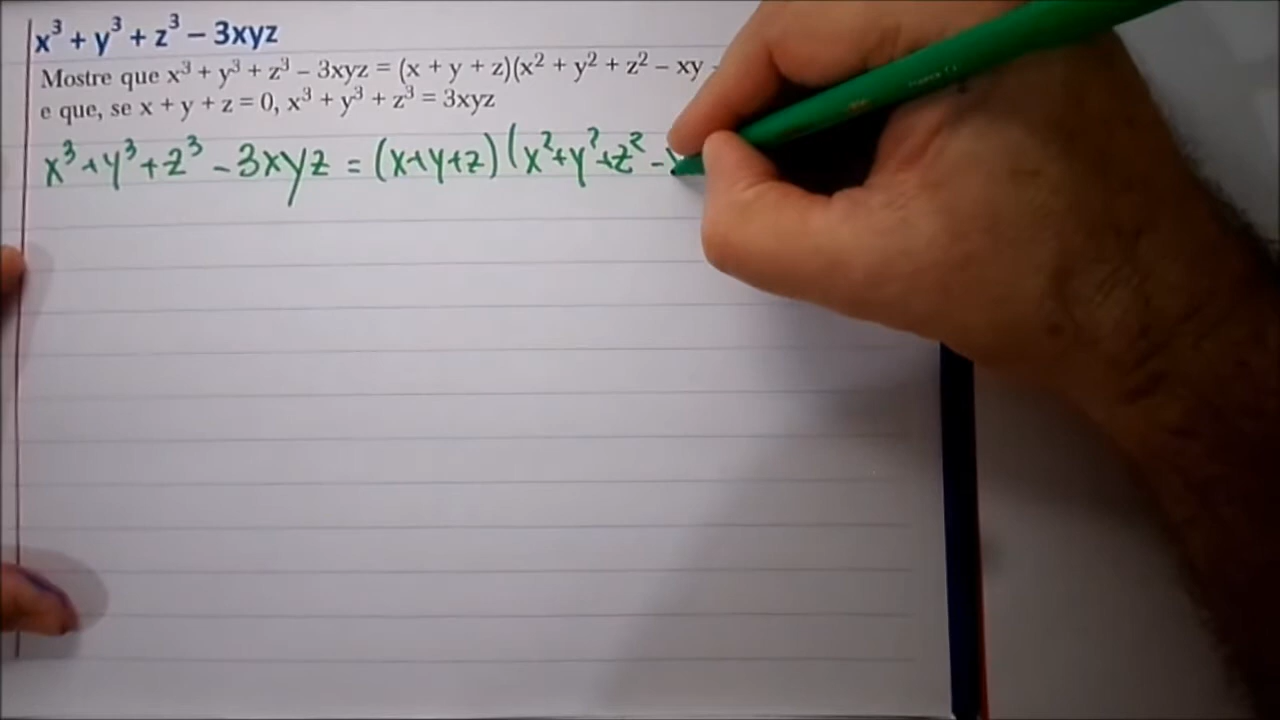 x³ + y³ + z³ – 3xyz
Mostre que x³ + y³ + z³ – 3xyz = (x + y + z)(x² + y² + z² – xy –
e que, se x + y + z = 0, x³ + y³ + z³ = 3xyz
x³+y³+z³ -3xyz = (x+y+z)(x²+y²+z² -x